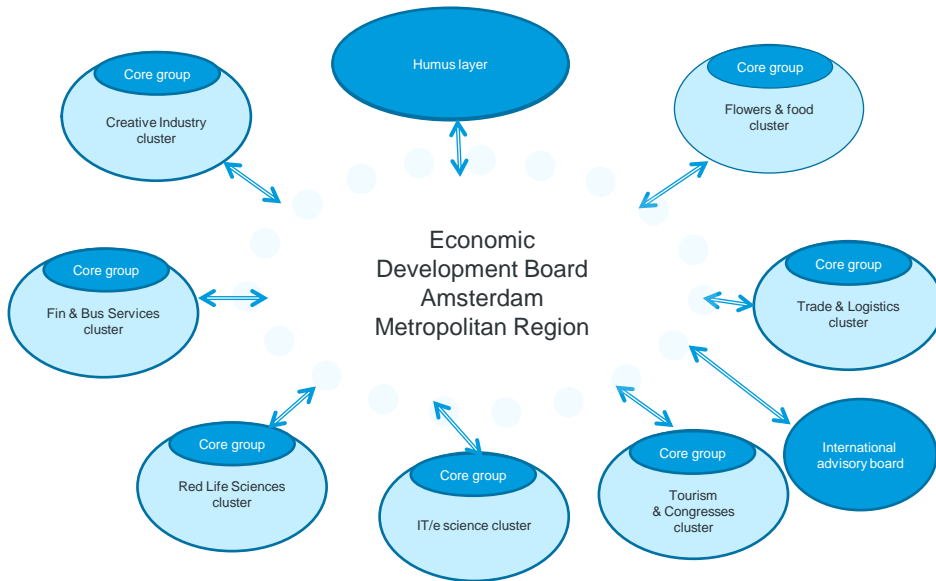 Humus layer
Core group
Creative Industry
cluster
Core group
Flowers & food
cluster
Economic
Development Board
Amsterdam
Metropolitan Region
Core group
Fin & Bus Services
cluster
Core group
Trade & Logistics
cluster
Core group
Red Life Sciences
cluster
Core group
IT/e science cluster
Core group
Tourism
& Congresses
cluster
International
advisory board